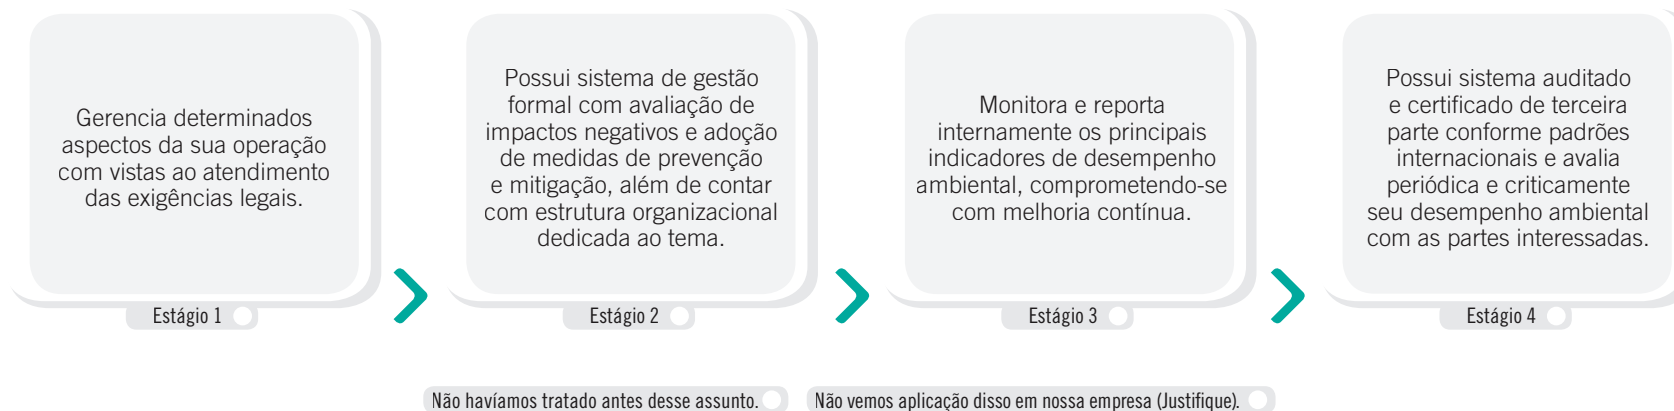 Gerencia determinados
aspectos da sua operação
com vistas ao atendimento
das exigências legais.
Estágio 1
Possui sistema de gestão
formal com avaliação de
impactos negativos e adoção
de medidas de prevenção
e mitigação, além de contar
com estrutura organizacional
dedicada ao tema.
Estágio 2
Monitora e reporta
internamente os principais
indicadores de desempenho
ambiental, comprometendo-se
com melhoria contínua.
Estágio 3
Possui sistema auditado
e certificado de terceira
parte conforme padrões
internacionais e avalia
periódica e criticamente
seu desempenho ambiental
com as partes interessadas.
Estágio 4
Não havíamos tratado antes desse assunto.
Não vemos aplicação disso em nossa empresa (Justifique).